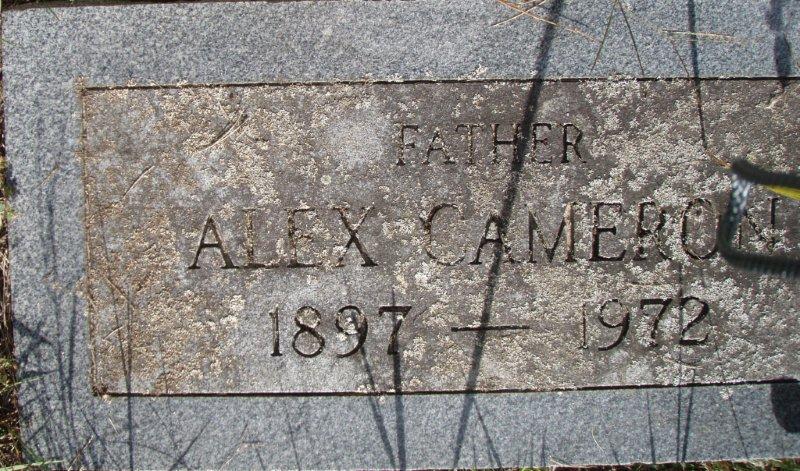 FATHER
ALEX CAMERON
1897 — 1972